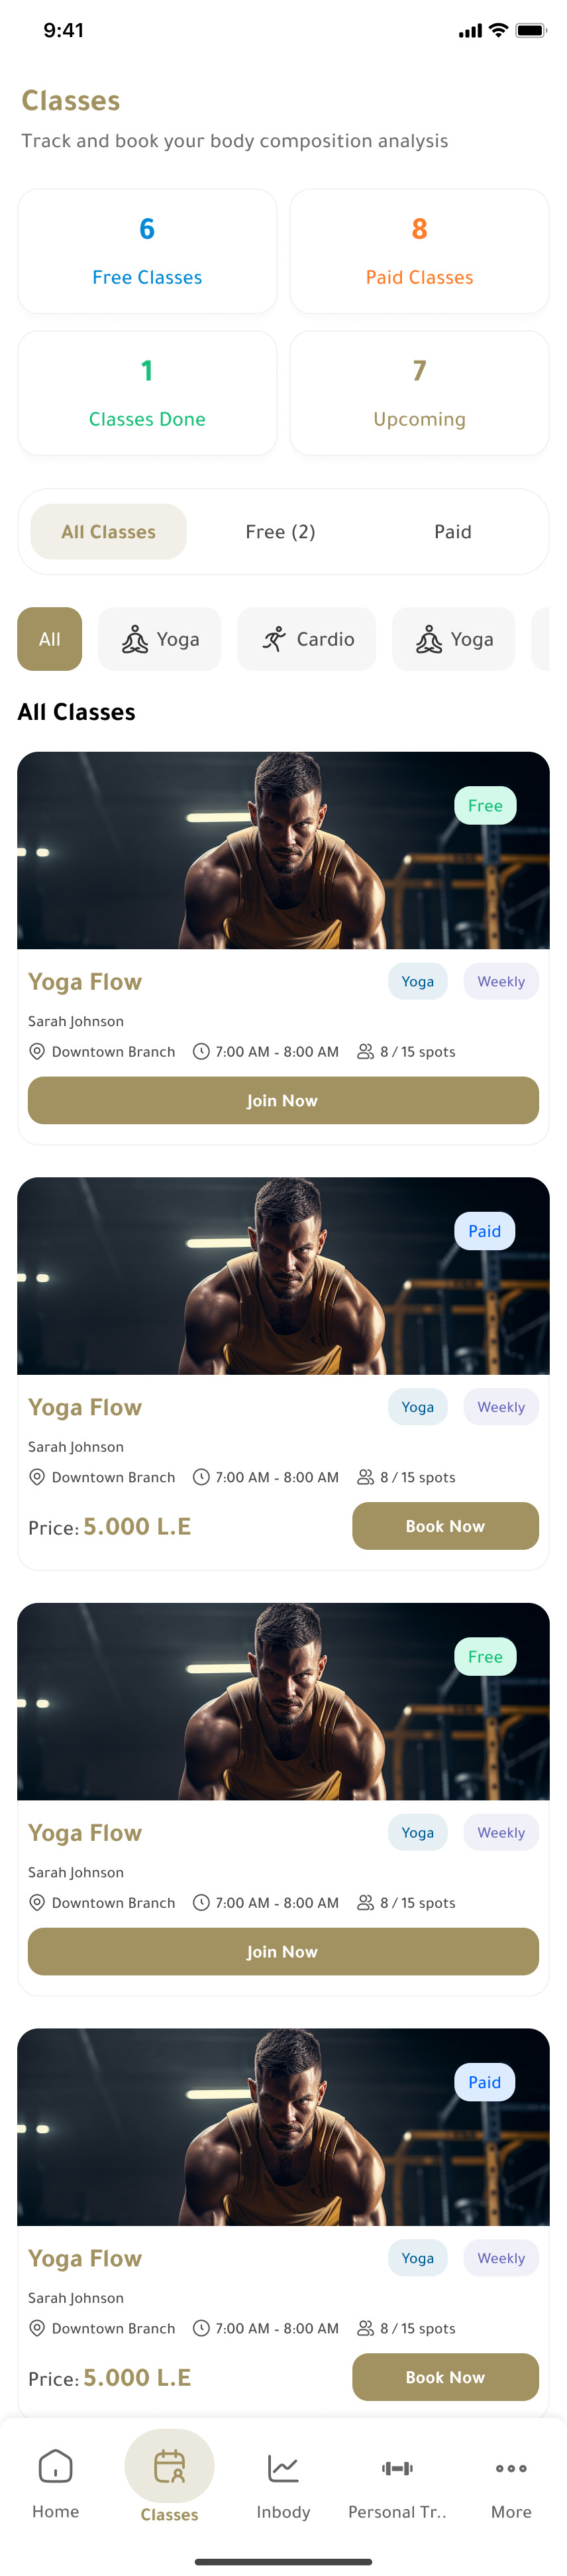 9:41
Classes
Track and book your body composition analysis
6
8
Free Classes
Paid Classes
1
7
Classes Done
Upcoming
All Classes Free (2) Paid
All Yoga Cardio Yoga
All Classes
Free
Yoga Flow Yoga Weekly
Sarah Johnson
Downtown Branch 7:00 AM - 8:00 AM 8 / 15 spots
Join Now
Paid
Yoga Flow Yoga Weekly
Sarah Johnson
Downtown Branch 7:00 AM - 8:00 AM 8 / 15 spots
Price: 5.000 L.E Book Now
Free
Yoga Flow Yoga Weekly
Sarah Johnson
Downtown Branch 7:00 AM - 8:00 AM 8 / 15 spots
Join Now
Paid
Yoga Flow Yoga Weekly
Sarah Johnson
Downtown Branch 7:00 AM - 8:00 AM 8 / 15 spots
Price: 5.000 L.E Book Now
Home Classes Inbody Personal Tr.. More